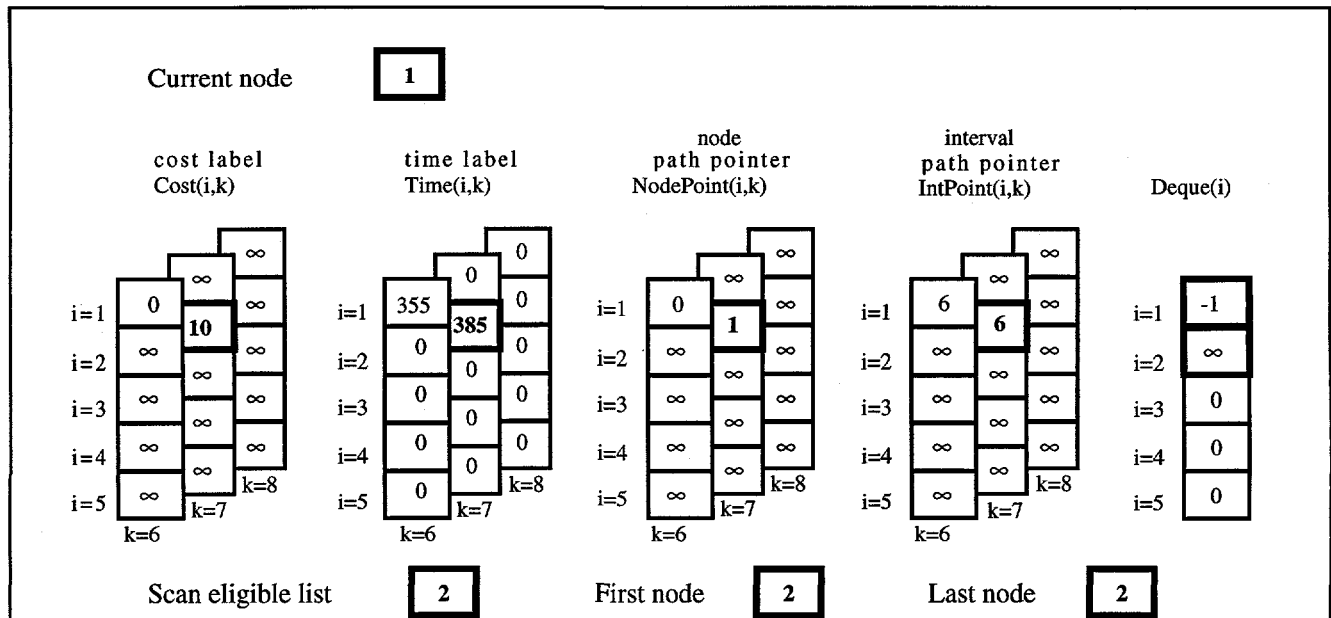 Current node 1
cost label
Cost(i,k)
time label
Time(i,k)
node
path pointer
NodePoint(i,k)
interval
path pointer
IntPoint(i,k)
Deque(i)
i=1 0 ∞ ∞
i=2 ∞ 10 ∞
i=3 ∞ ∞ ∞
i=4 ∞ ∞ ∞
i=5 ∞ ∞ ∞
k=6 k=7 k=8
i=1 355 0 0
i=2 0 385 0
i=3 0 0 0
i=4 0 0 0
i=5 0 0 0
k=6 k=7 k=8
i=1 0 ∞ ∞
i=2 ∞ 1 ∞
i=3 ∞ ∞ ∞
i=4 ∞ ∞ ∞
i=5 ∞ ∞ ∞
k=6 k=7 k=8
i=1 6 ∞ ∞
i=2 ∞ 6 ∞
i=3 ∞ ∞ ∞
i=4 ∞ ∞ ∞
i=5 ∞ ∞ ∞
k=6 k=7 k=8
i=1 -1
i=2 ∞
i=3 0
i=4 0
i=5 0
Scan eligible list 2 First node 2 Last node 2